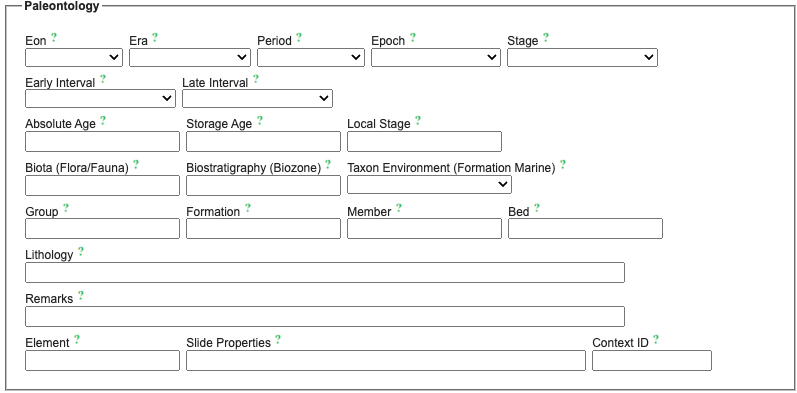 Paleontology
Eon ? Era ? Period ? Epoch ? Stage ?
Early Interval ? Late Interval ?
Absolute Age ? Storage Age ? Local Stage ?
Biota (Flora/Fauna) ? Biostratigraphy (Biozone) ? Taxon Environment (Formation Marine) ?
Group ? Formation ? Member ? Bed ?
Lithology ?
Remarks ?
Element ? Slide Properties ? Context ID ?